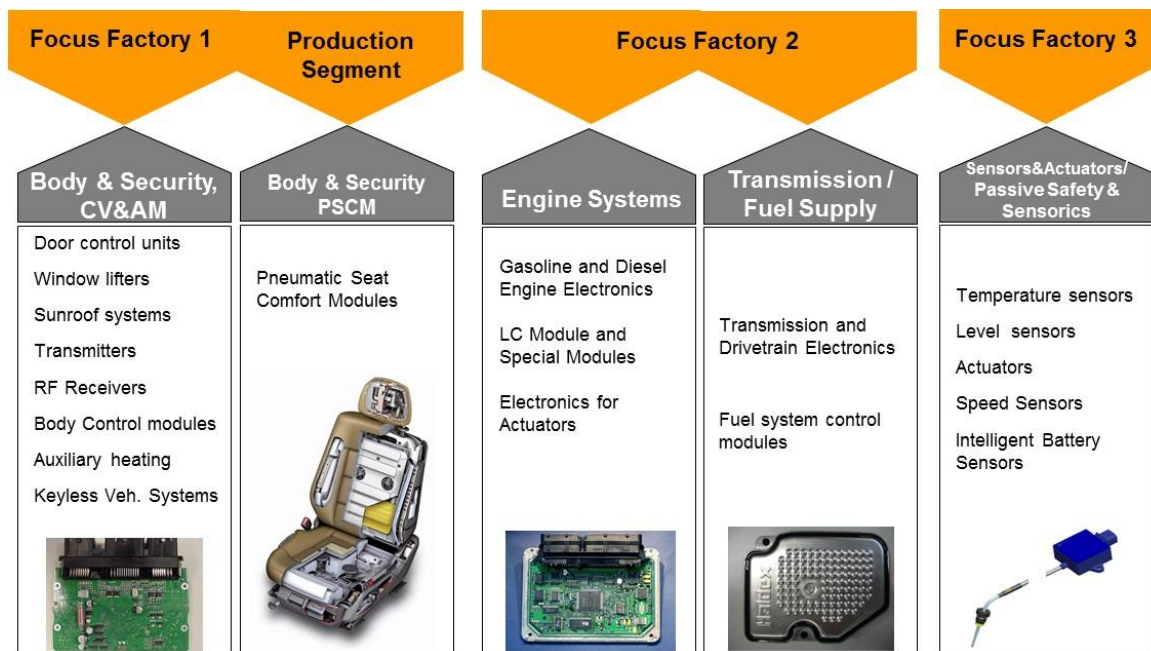 Focus Factory 1
Production
Segment
Focus Factory 2
Focus Factory 3
Body & Security,
CV&AM
Door control units
Window lifters
Sunroof systems
Transmitters
RF Receivers
Body Control modules
Auxiliary heating
Keyless Veh. Systems
Body & Security
PSCM
Pneumatic Seat
Comfort Modules
Engine Systems
Gasoline and Diesel
Engine Electronics
LC Module and
Special Modules
Electronics for
Actuators
Transmission /
Fuel Supply
Transmission and
Drivetrain Electronics
Fuel system control
modules
Haldex
Sensors&Actuators/
Passive Safety &
Sensorics
Temperature sensors
Level sensors
Actuators
Speed Sensors
Intelligent Battery
Sensors